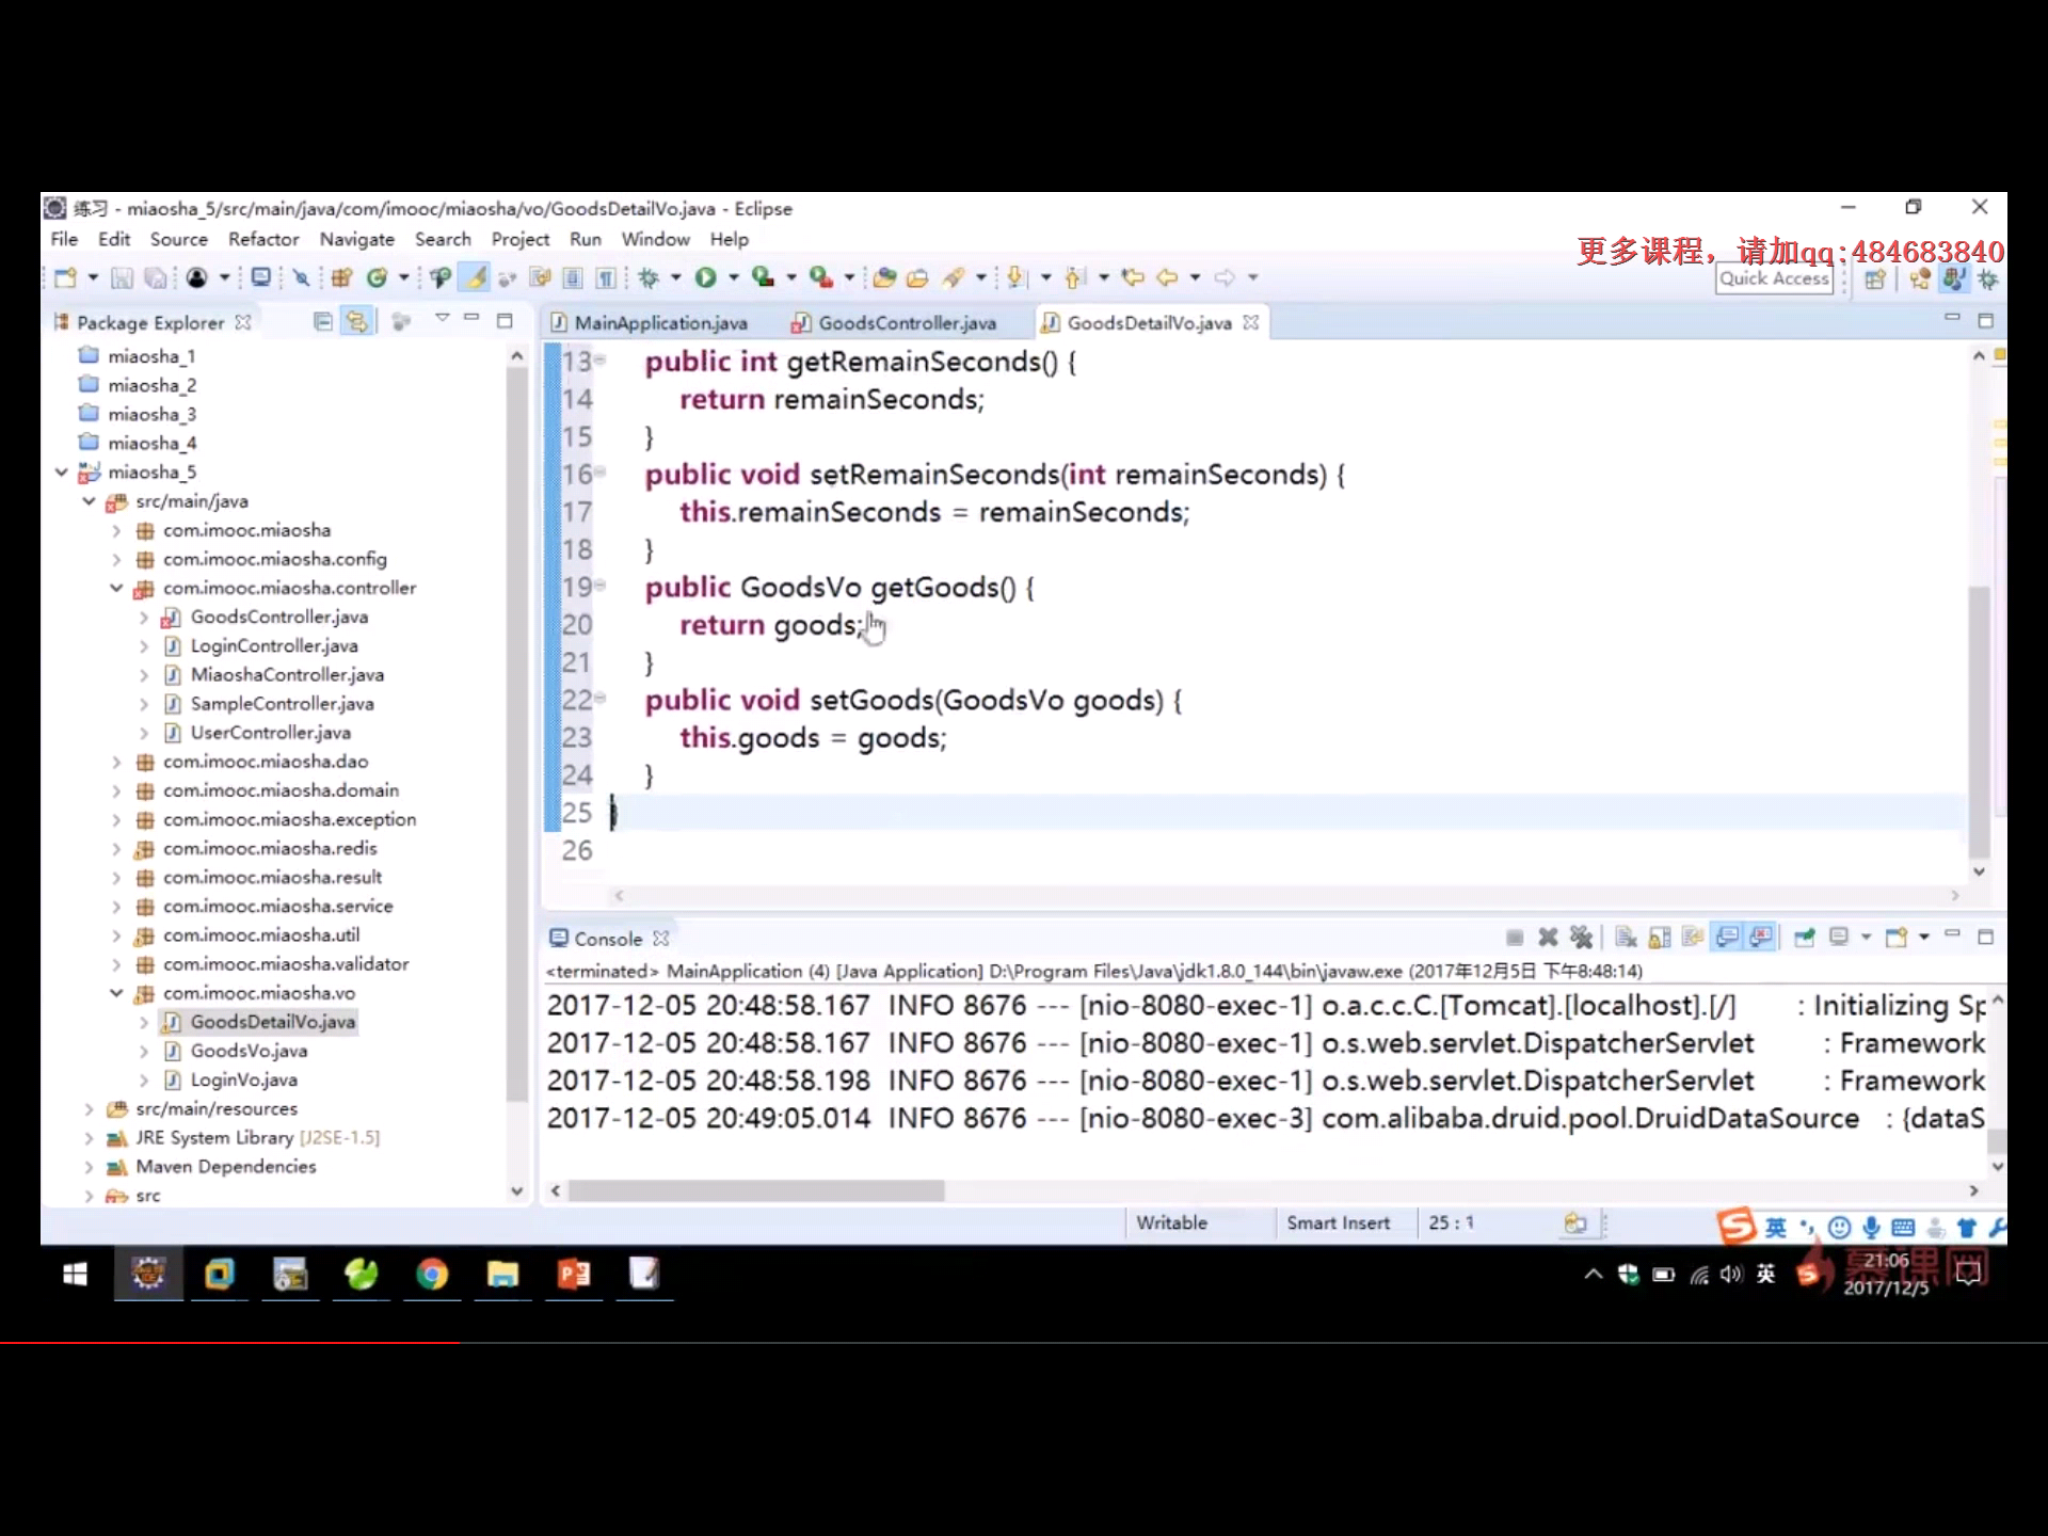 练习 - miaosha_5/src/main/java/com/imooc/miaosha/vo/GoodsDetailVo.java - Eclipse
File Edit Source Refactor Navigate Search Project Run Window Help
更多课程，请加qq:484683840
Quick Access
Package Explorer
miaosha_1
miaosha_2
miaosha_3
miaosha_4
miaosha_5
src/main/java
com.imooc.miaosha
com.imooc.miaosha.config
com.imooc.miaosha.controller
GoodsController.java
LoginController.java
MiaoshaController.java
SampleController.java
UserController.java
com.imooc.miaosha.dao
com.imooc.miaosha.domain
com.imooc.miaosha.exception
com.imooc.miaosha.redis
com.imooc.miaosha.result
com.imooc.miaosha.service
com.imooc.miaosha.util
com.imooc.miaosha.validator
com.imooc.miaosha.vo
GoodsDetailVo.java
GoodsVo.java
LoginVo.java
src/main/resources
JRE System Library [J2SE-1.5]
Maven Dependencies
src
MainApplication.java GoodsController.java GoodsDetailVo.java
13 public int getRemainSeconds() {
14 return remainSeconds;
15 }
16 public void setRemainSeconds(int remainSeconds) {
17 this.remainSeconds = remainSeconds;
18 }
19 public GoodsVo getGoods() {
20 return goods;
21 }
22 public void setGoods(GoodsVo goods) {
23 this.goods = goods;
24 }
25 }
26
Console
<terminated> MainApplication (4) [Java Application] D:\Program Files\Java\jdk1.8.0_144\bin\javaw.exe (2017年12月5日 下午8:48:14)
2017-12-05 20:48:58.167 INFO 8676 --- [nio-8080-exec-1] o.a.c.c.C.[Tomcat].[localhost].[/] : Initializing Sp
2017-12-05 20:48:58.167 INFO 8676 --- [nio-8080-exec-1] o.s.web.servlet.DispatcherServlet : Framework
2017-12-05 20:48:58.198 INFO 8676 --- [nio-8080-exec-1] o.s.web.servlet.DispatcherServlet : Framework
2017-12-05 20:49:05.014 INFO 8676 --- [nio-8080-exec-3] com.alibaba.druid.pool.DruidDataSource : {dataS
Writable Smart Insert 25 : 1
英
英
慕课网
21:06
2017/12/5